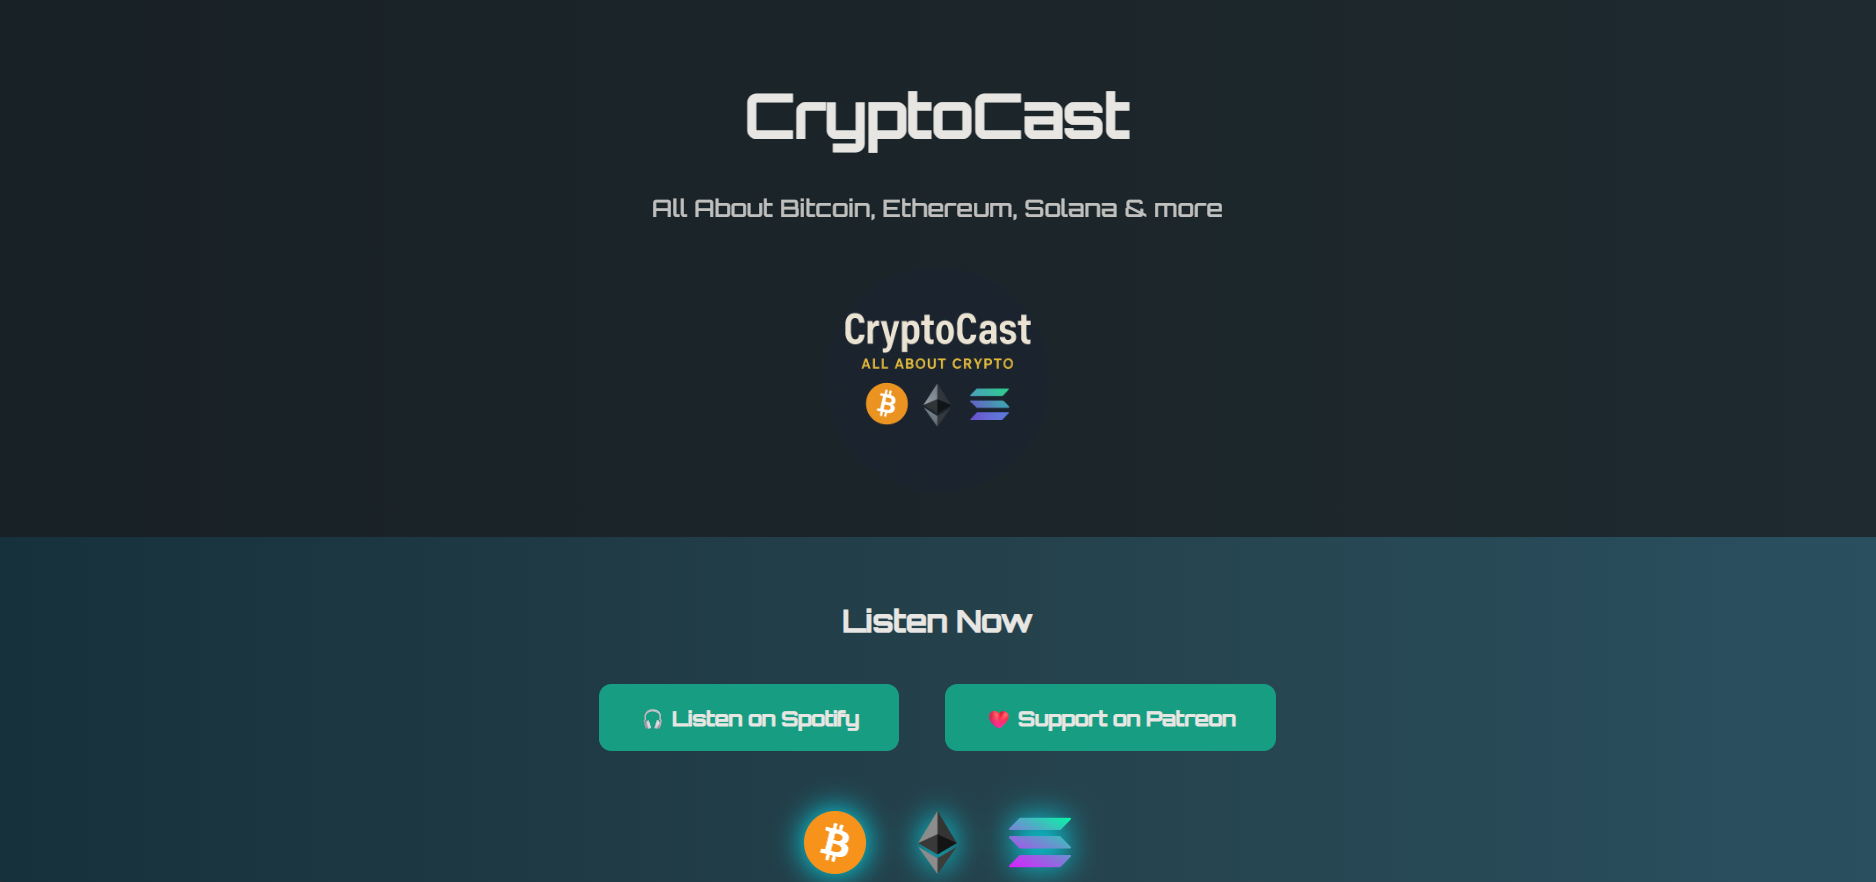 CryptoCast
All About Bitcoin, Ethereum, Solana & more
CryptoCast
ALL ABOUT CRYPTO
Listen Now
🎧 Listen on Spotify
❤️ Support on Patreon